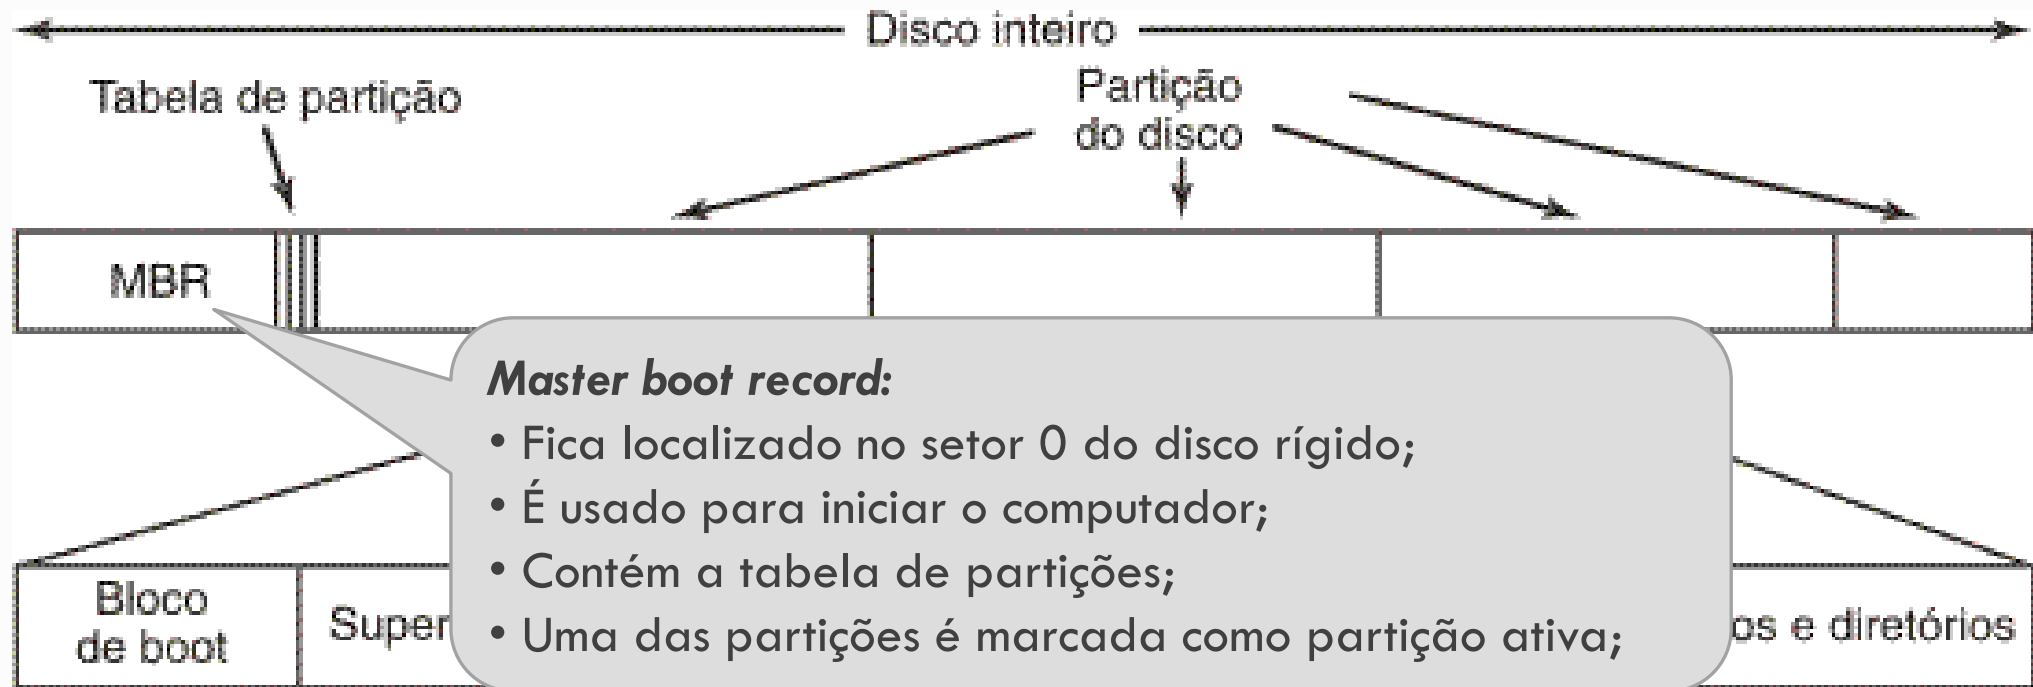 Disco inteiro
Tabela de partição
Partição
do disco
MBR
Master boot record:
• Fica localizado no setor 0 do disco rígido;
• É usado para iniciar o computador;
• Contém a tabela de partições;
• Uma das partições é marcada como partição ativa;
Bloco
de boot
Super
os e diretórios